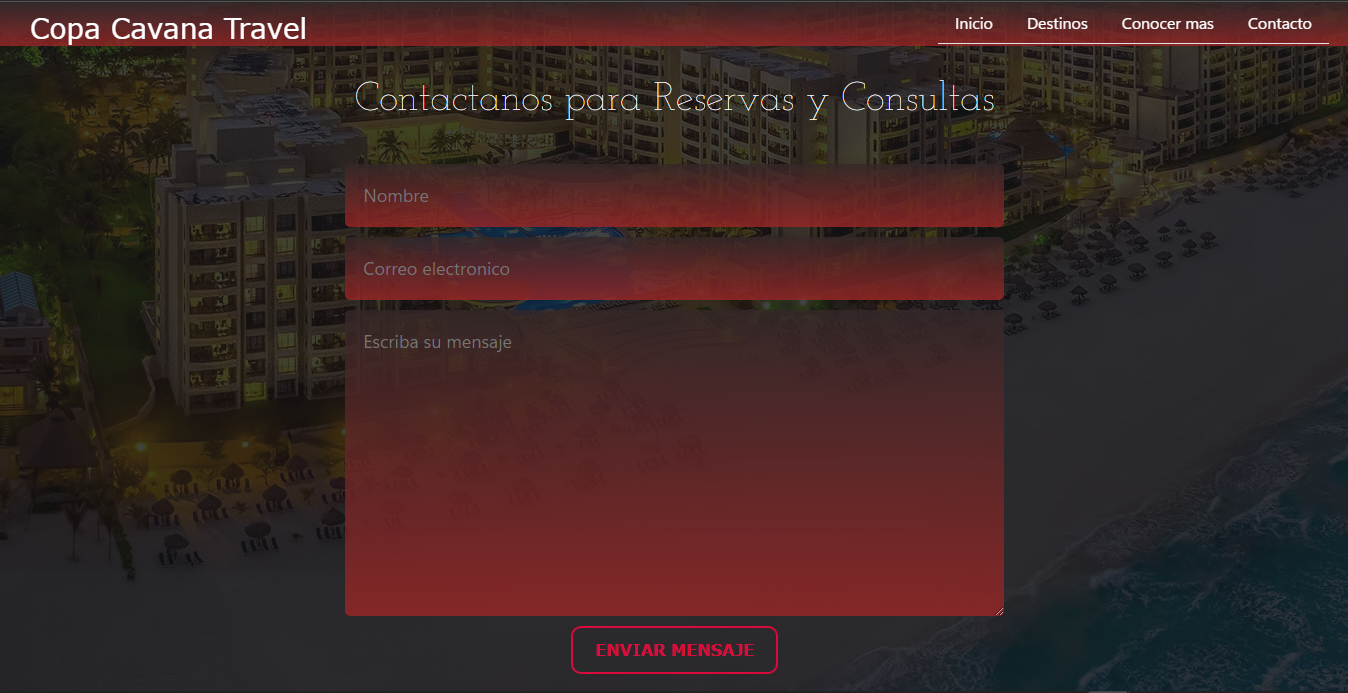 Copa Cavana Travel
Inicio Destinos Conocer mas Contacto
Contactanos para Reservas y Consultas
Nombre
Correo electronico
Escriba su mensaje
ENVIAR MENSAJE